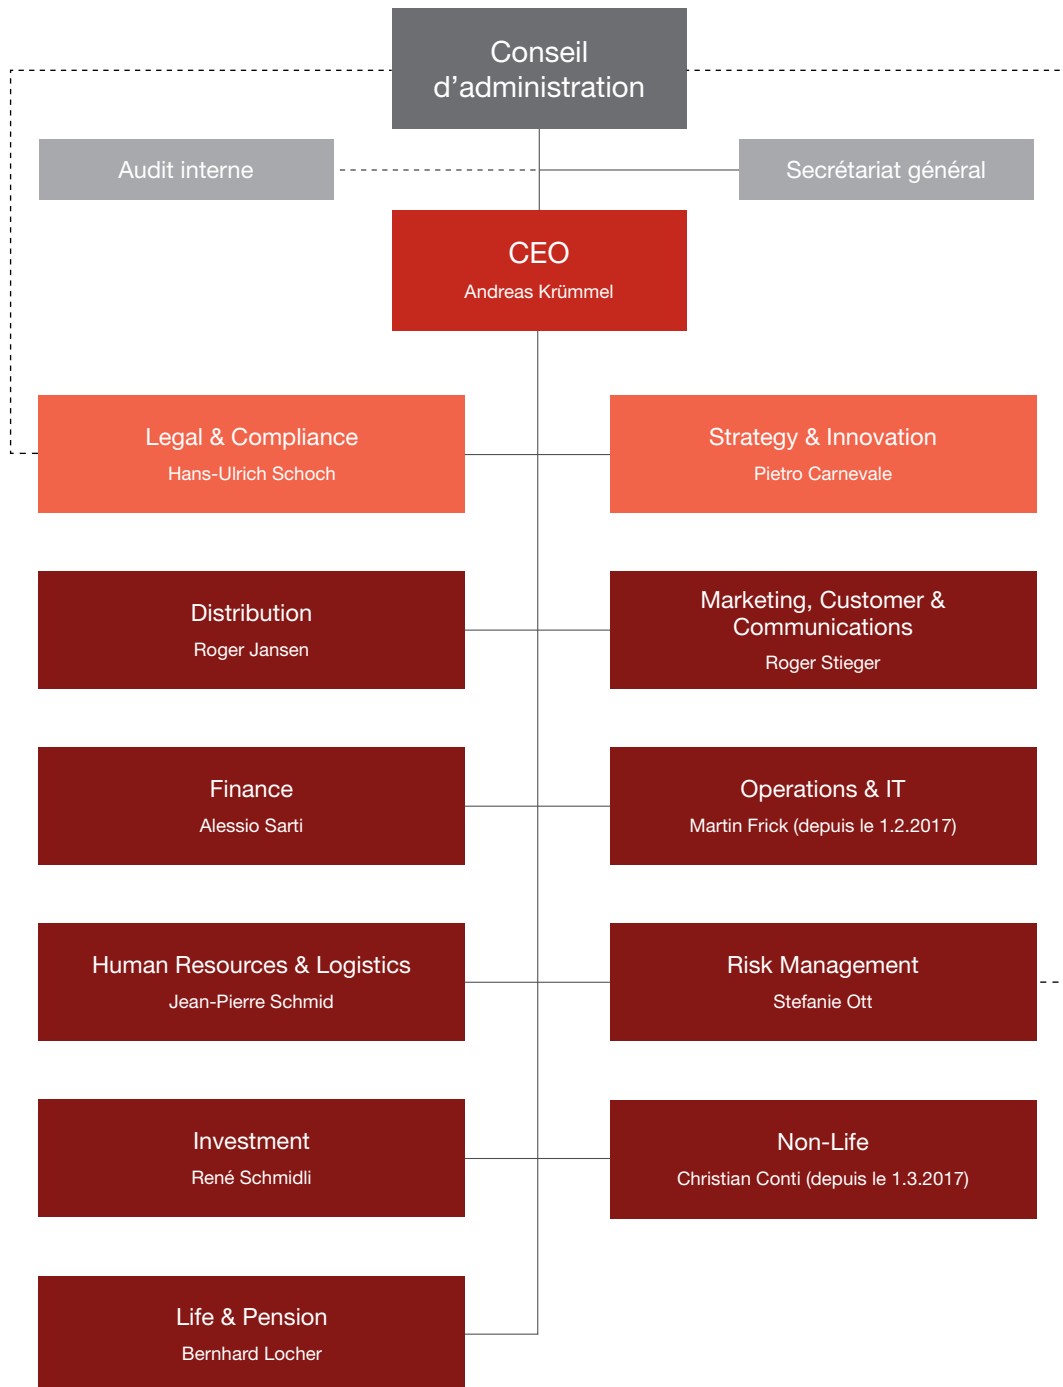 Conseil
d’administration
Audit interne
Secrétariat général
CEO
Andreas Krümmel
Legal & Compliance
Hans-Ulrich Schoch
Strategy & Innovation
Pietro Carnevale
Distribution
Roger Jansen
Marketing, Customer &
Communications
Roger Stieger
Finance
Alessio Sarti
Operations & IT
Martin Frick (depuis le 1.2.2017)
Human Resources & Logistics
Jean-Pierre Schmid
Risk Management
Stefanie Ott
Investment
René Schmidli
Non-Life
Christian Conti (depuis le 1.3.2017)
Life & Pension
Bernhard Locher